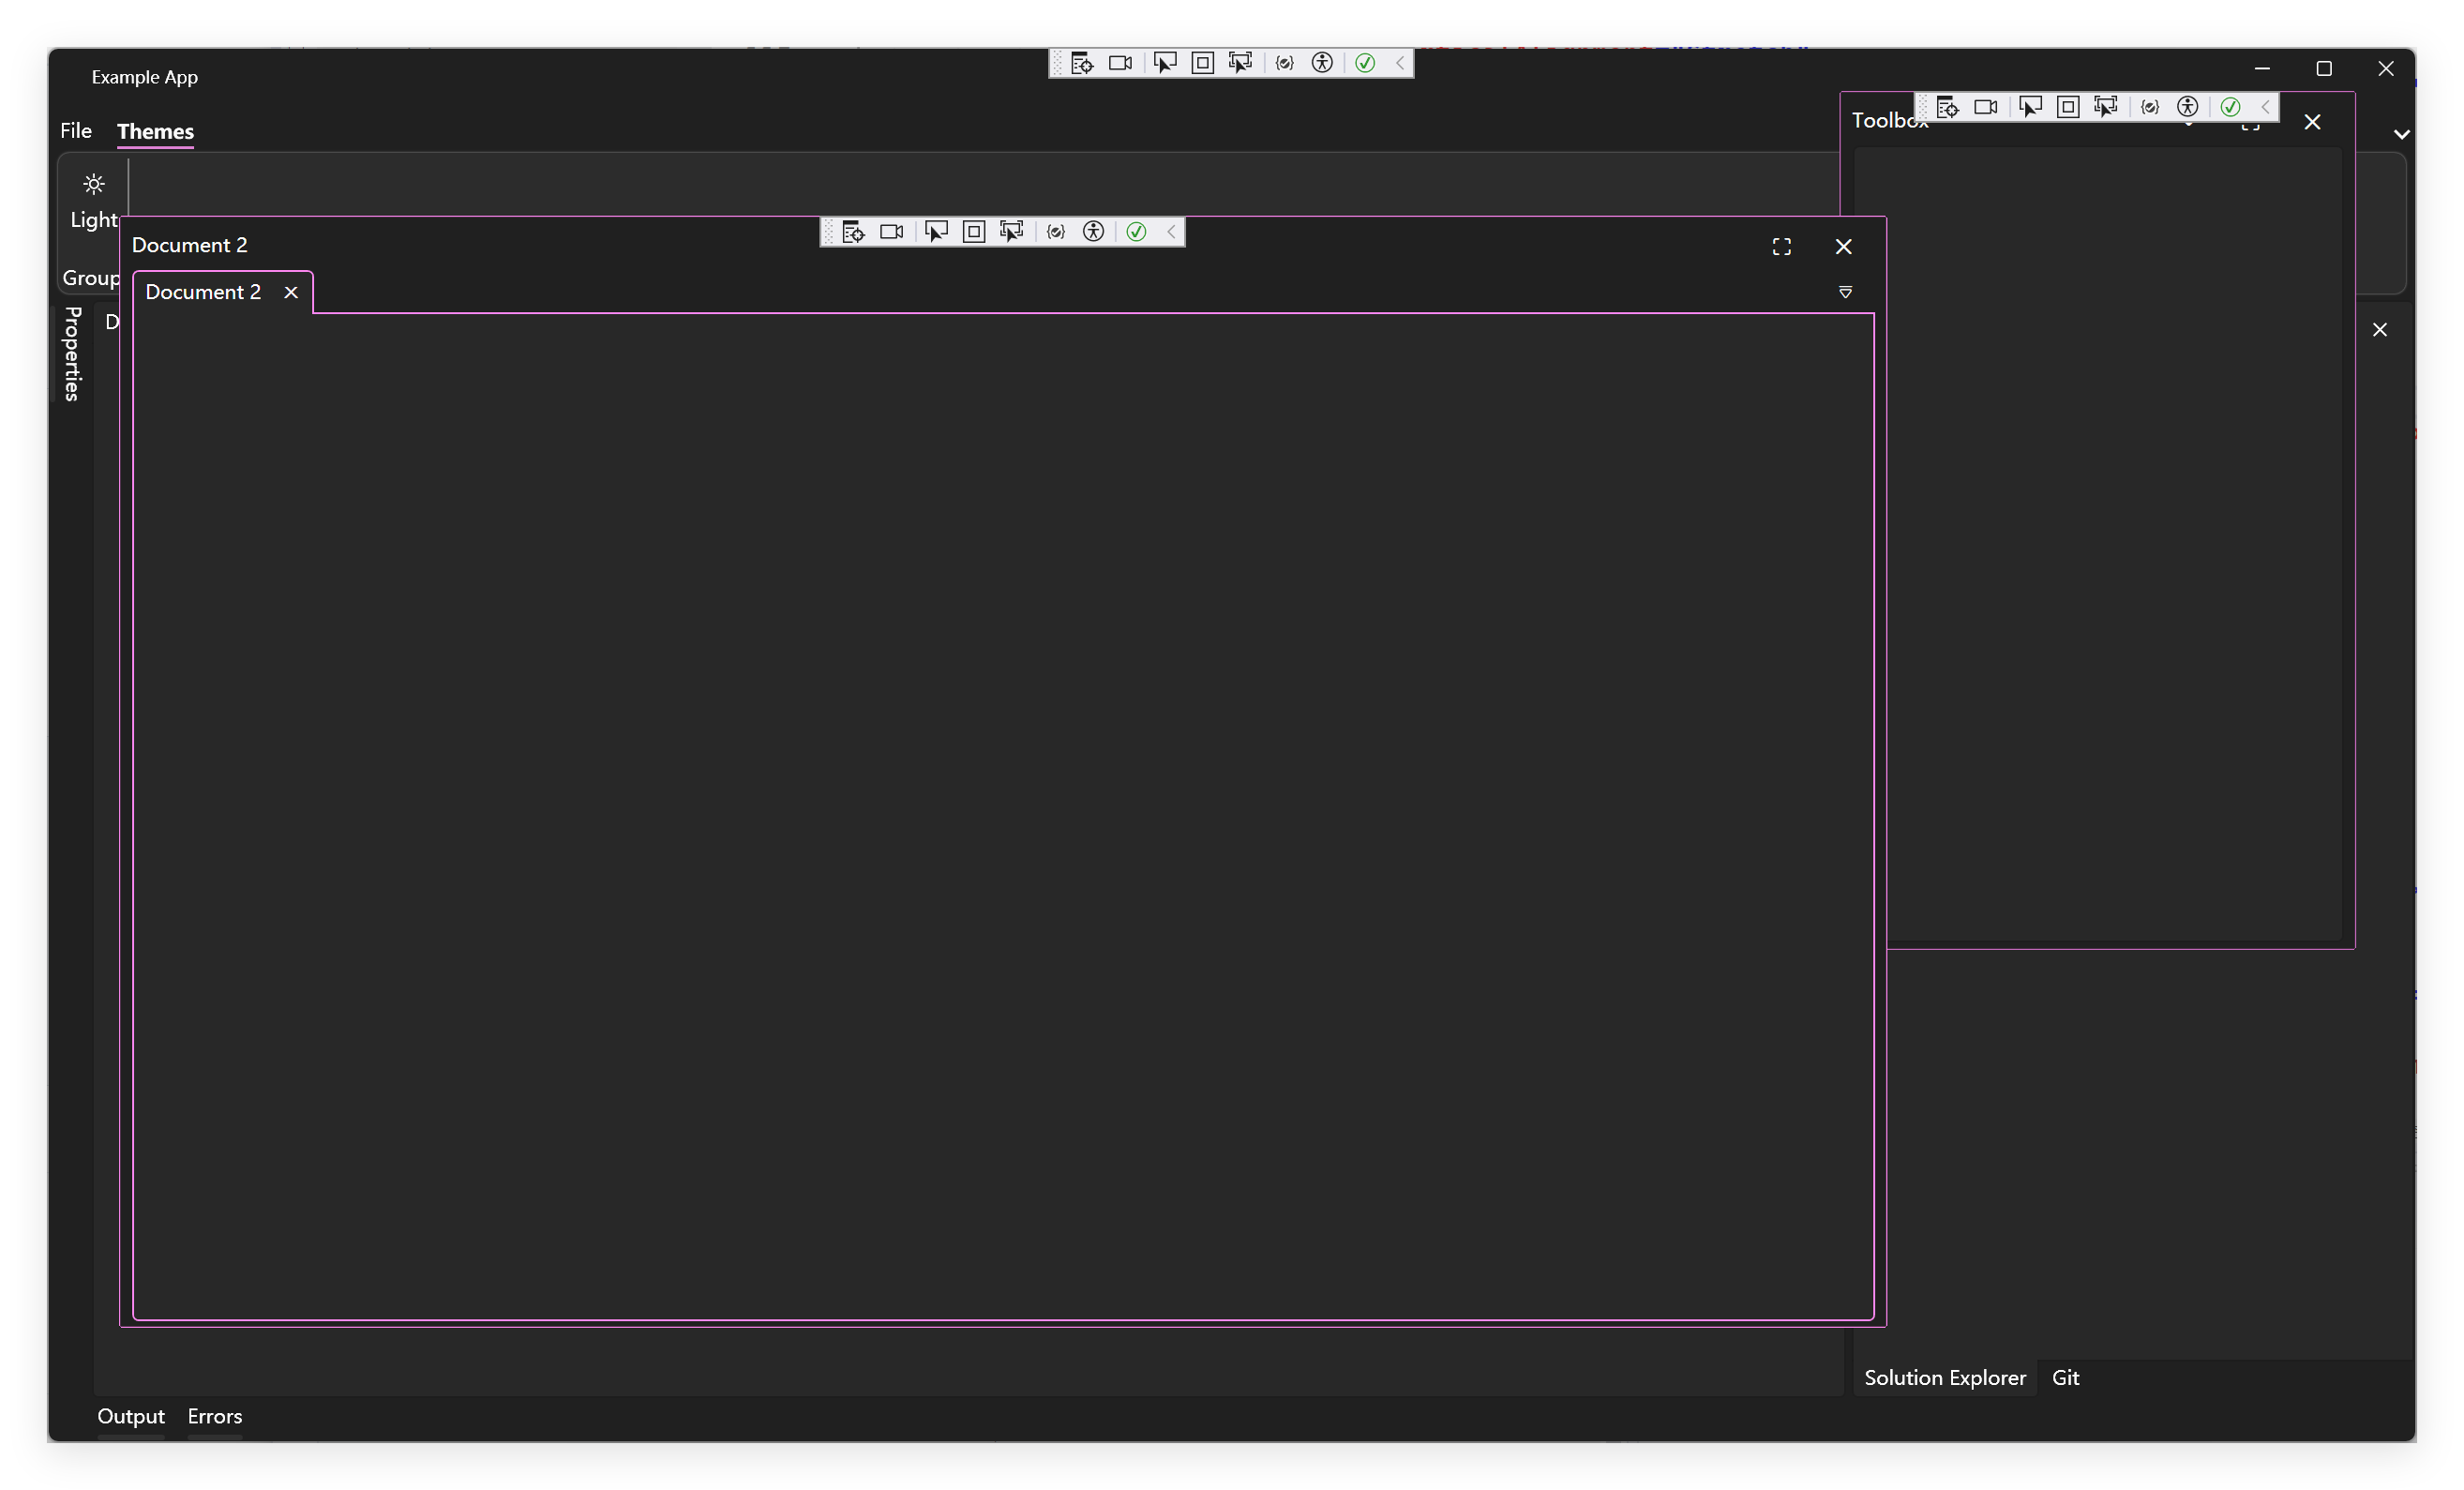 Example App
File Themes
Toolbox
Light
Group
Document 2
Document 2
Properties
D
Solution Explorer Git
Output Errors